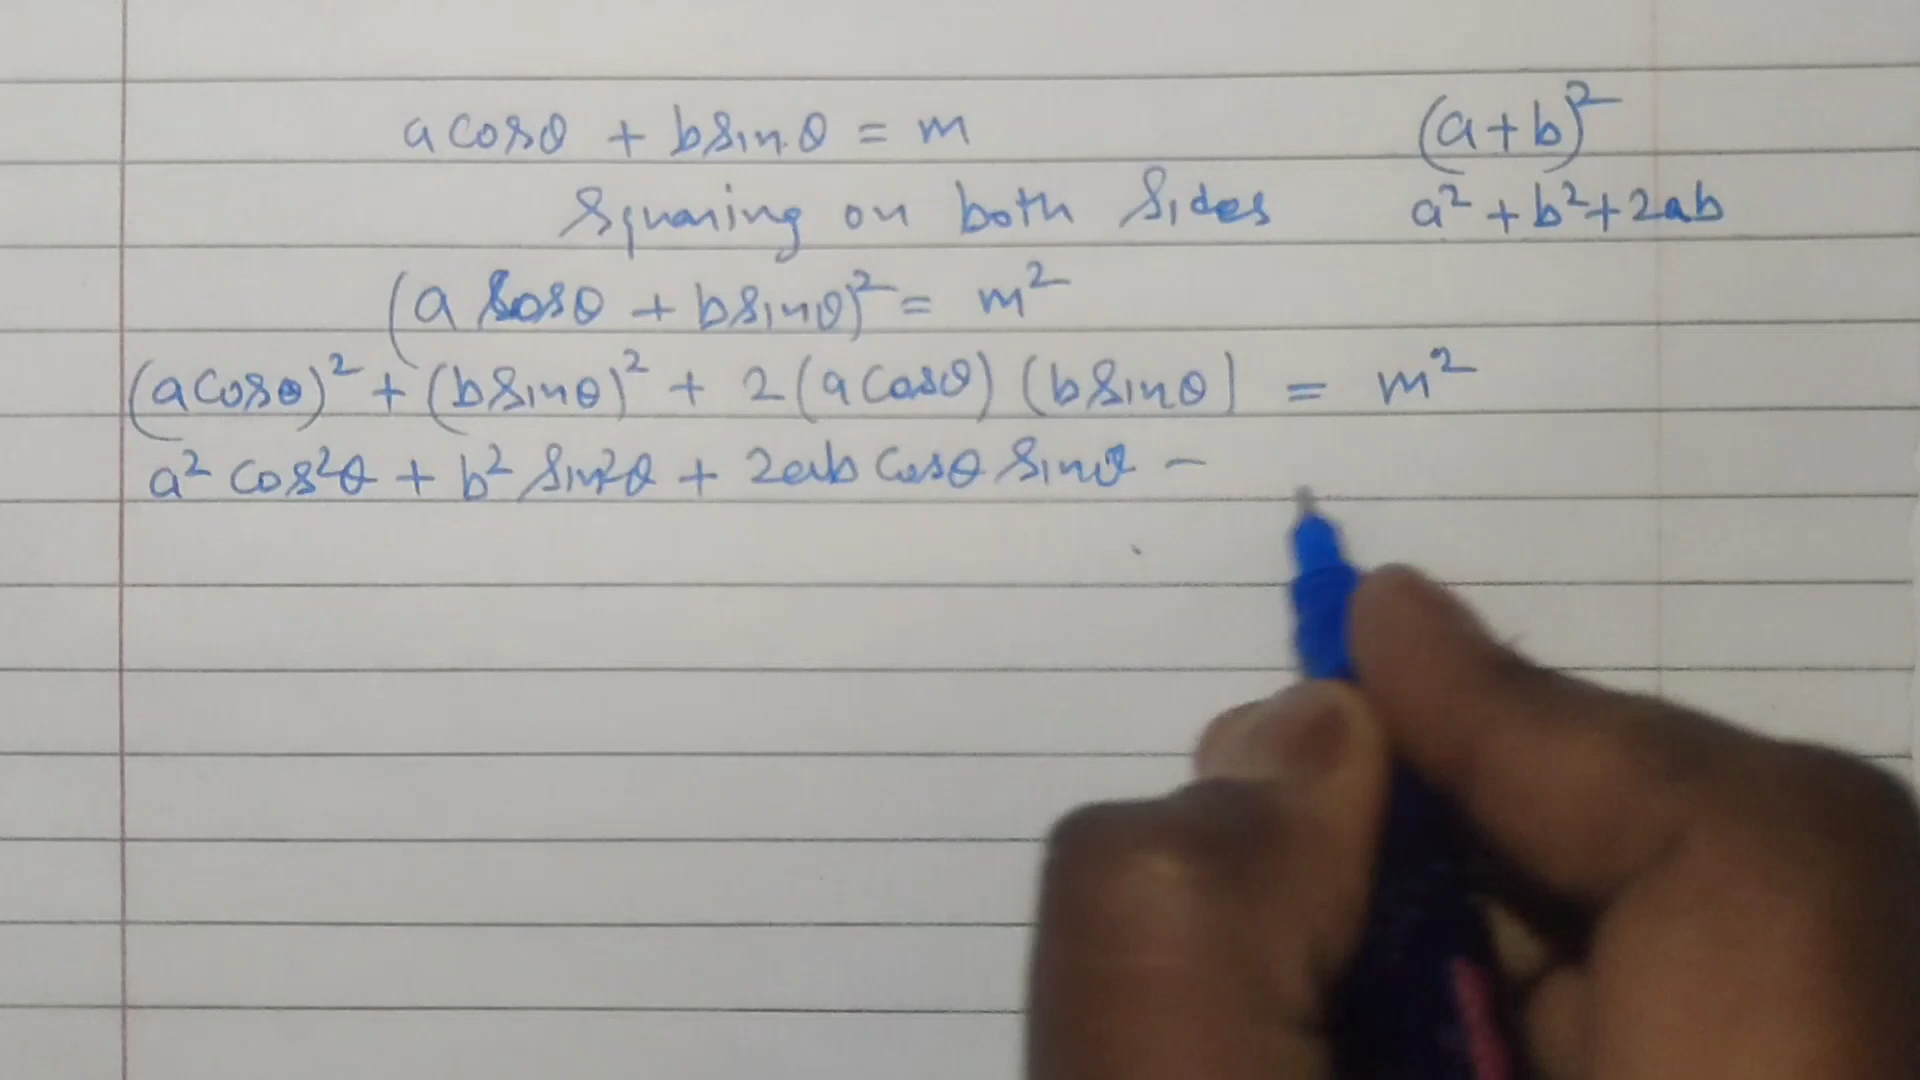 a cosθ + b sinθ = m
Squaring on both Sides
(a cosθ + b sinθ)² = m²
(a cosθ)² + (b sinθ)² + 2 (a cosθ) (b sinθ) = m²
a² cos²θ + b² sin²θ + 2ab cosθ sinθ –
(a+b)²
a² + b² + 2ab